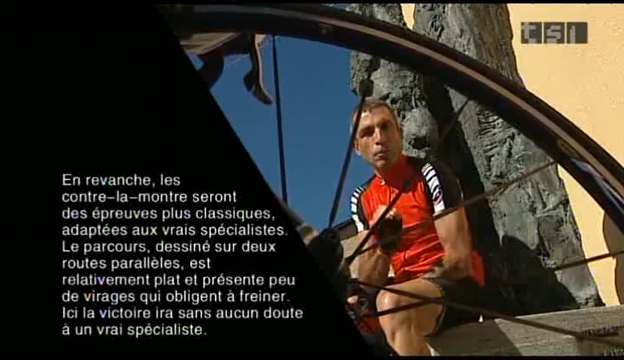 tsi
En revanche, les
contre-la-montre seront
des épreuves plus classiques,
adaptées aux vrais spécialistes.
Le parcours, dessiné sur deux
routes parallèles, est
relativement plat et présente peu
de virages qui obligent à freiner.
Ici la victoire ira sans aucun doute
à un vrai spécialiste.